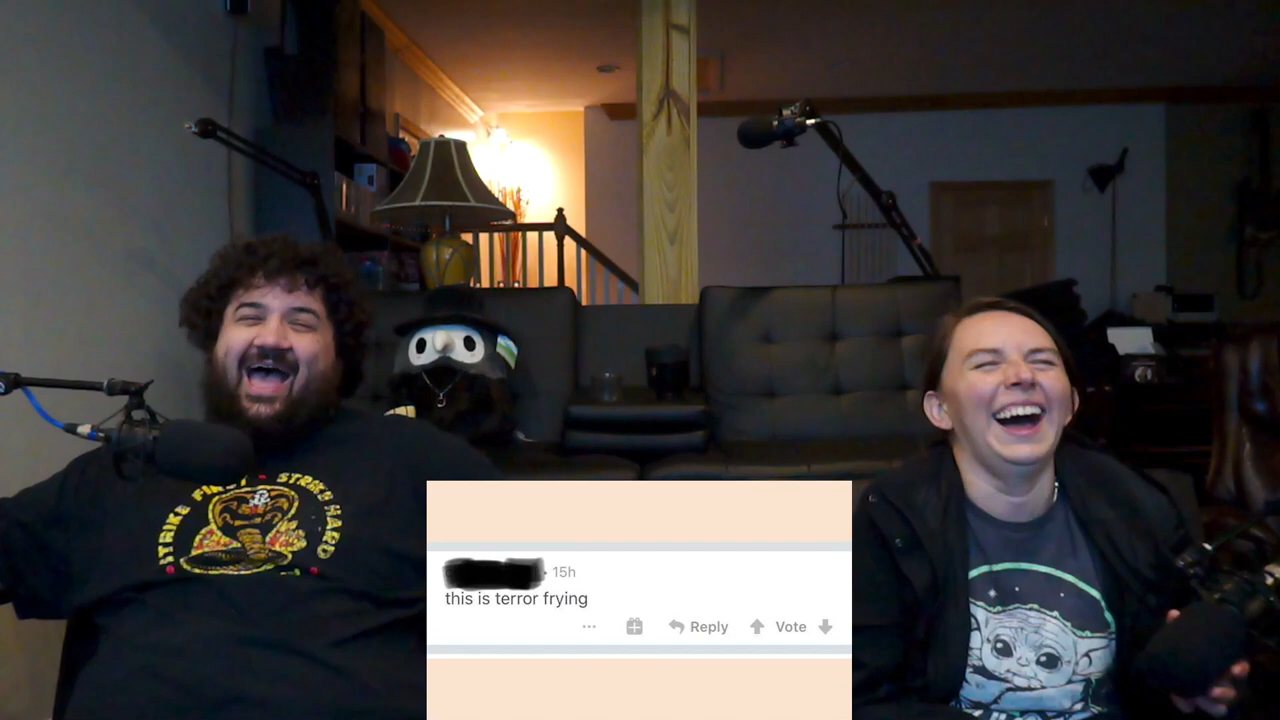 STRIKE FIRST STRIKE HARD
15h
this is terror frying
Reply Vote